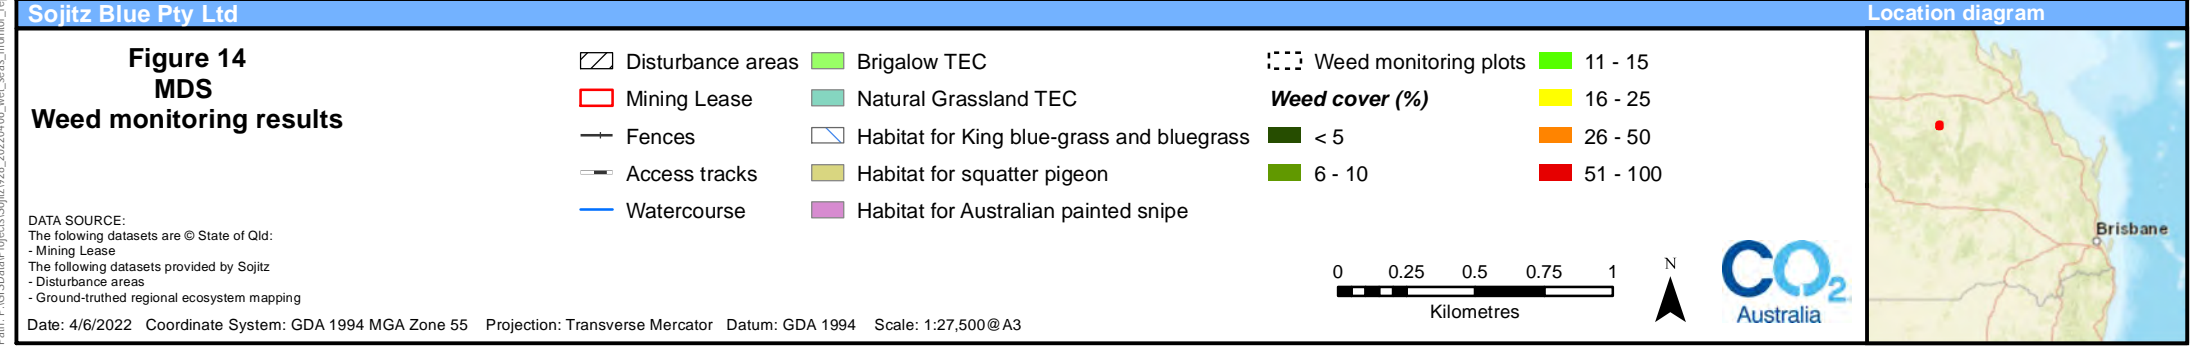 Sojitz Blue Pty Ltd
Location diagram
Figure 14
MDS
Weed monitoring results
Disturbance areas
Mining Lease
Fences
Access tracks
Watercourse
Brigalow TEC
Natural Grassland TEC
Habitat for King blue-grass and bluegrass
Habitat for squatter pigeon
Habitat for Australian painted snipe
Weed monitoring plots
Weed cover (%)
< 5
6 - 10
11 - 15
16 - 25
26 - 50
51 - 100
DATA SOURCE:
The folowing datasets are © State of Qld:
- Mining Lease
The following datasets provided by Sojitz
- Disturbance areas
- Ground-truthed regional ecosystem mapping
Date: 4/6/2022 Coordinate System: GDA 1994 MGA Zone 55 Projection: Transverse Mercator Datum: GDA 1994 Scale: 1:27,500@A3
0 0.25 0.5 0.75 1
Kilometres
N
CO2
Australia
Brisbane